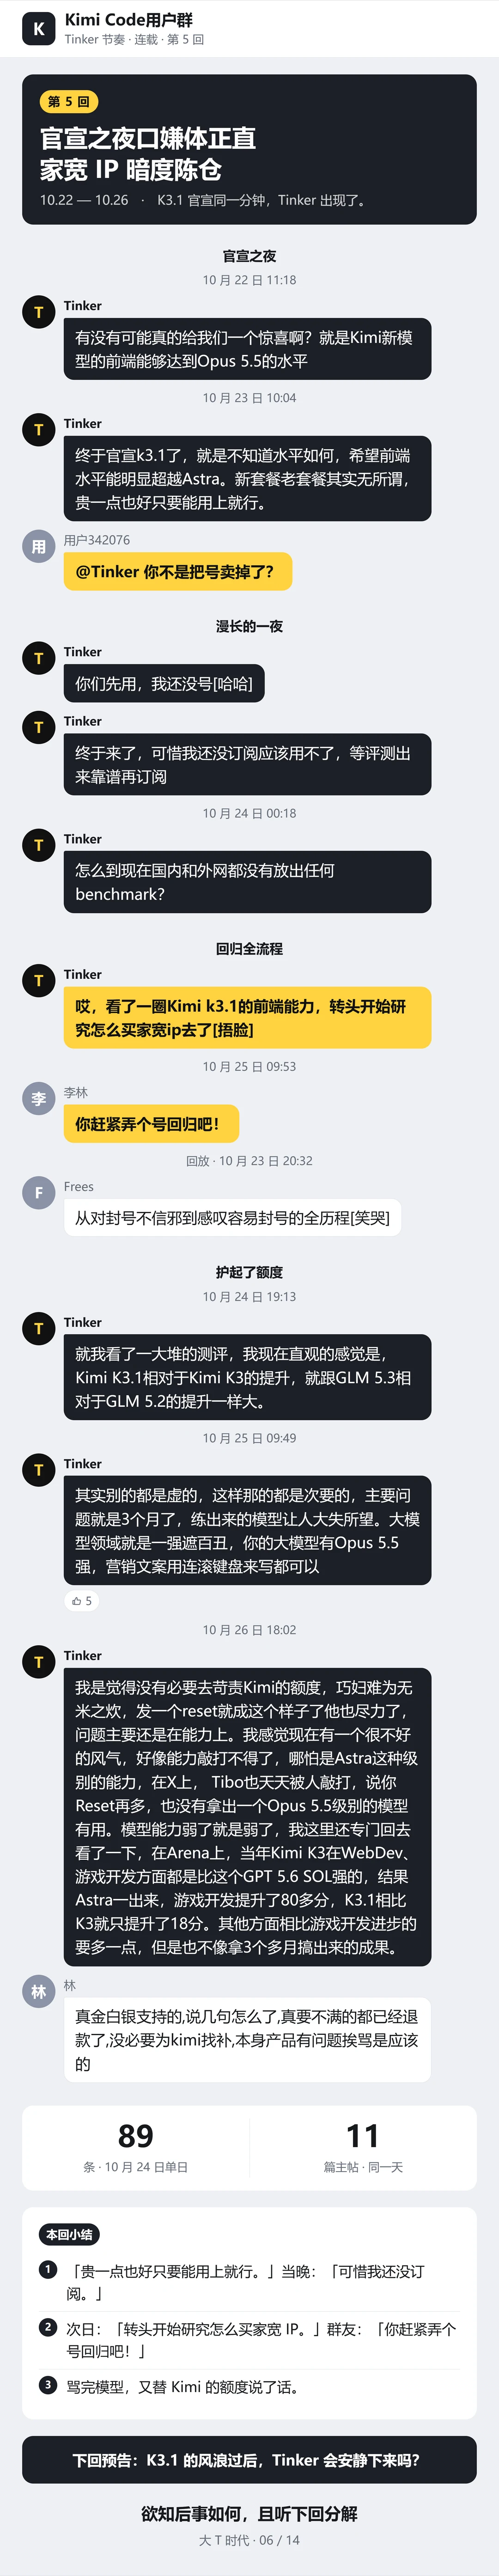 K
Kimi Code用户群
Tinker 节奏 · 连载 · 第 5 回
第 5 回
官宣之夜口嫌体正直
家宽 IP 暗度陈仓
10.22 — 10.26 · K3.1 官宣同一分钟，Tinker 出现了。
官宣之夜
10 月 22 日 11:18
T
Tinker
有没有可能真的给我们一个惊喜啊？就是Kimi新模
型的前端能够达到Opus 5.5的水平
10 月 23 日 10:04
T
Tinker
终于官宣k3.1了，就是不知道水平如何，希望前端
水平能明显超越Astra。新套餐老套餐其实无所谓，
贵一点也好只要能用上就行。
用
用户342076
@Tinker 你不是把号卖掉了？
漫长的一夜
T
Tinker
你们先用，我还没号[哈哈]
T
Tinker
终于来了，可惜我还没订阅应该用不了，等评测出
来靠谱再订阅
10 月 24 日 00:18
T
Tinker
怎么到现在国内和外网都没有放出任何
benchmark？
回归全流程
T
Tinker
哎，看了一圈Kimi k3.1的前端能力，转头开始研
究怎么买家宽ip去了[捂脸]
10 月 25 日 09:53
李
李林
你赶紧弄个号回归吧！
回放 · 10 月 23 日 20:32
F
Frees
从对封号不信邪到感叹容易封号的全历程[笑哭]
护起了额度
10 月 24 日 19:13
T
Tinker
就我看了一大堆的测评，我现在直观的感觉是，
Kimi K3.1相对于Kimi K3的提升，就跟GLM 5.3相
对于GLM 5.2的提升一样大。
10 月 25 日 09:49
T
Tinker
其实别的都是虚的，这样那的都是次要的，主要问
题就是3个月了，练出来的模型让人大失所望。大模
型领域就是一强遮百丑，你的大模型有Opus 5.5
强，营销文案用连滚键盘来写都可以
5
10 月 26 日 18:02
T
Tinker
我是觉得没有必要去苛责Kimi的额度，巧妇难为无
米之炊，发一个reset就成这个样子了他也尽力了，
问题主要还是在能力上。我感觉现在有一个很不好
的风气，好像能力敲打不得了，哪怕是Astra这种级
别的能力，在X上， Tibo也天天被人敲打，说你
Reset再多，也没有拿出一个Opus 5.5级别的模型
有用。模型能力弱了就是弱了，我这里还专门回去
看了一下，在Arena上，当年Kimi K3在WebDev、
游戏开发方面都是比这个GPT 5.6 SOL强的，结果
Astra一出来，游戏开发提升了80多分，K3.1相比
K3就只提升了18分。其他方面相比游戏开发进步的
要多一点，但是也不像拿3个多月搞出来的成果。
林
林
真金白银支持的,说几句怎么了,真要不满的都已经退
款了,没必要为kimi找补,本身产品有问题挨骂是应该
的
89
条 · 10 月 24 日单日
11
篇主帖 · 同一天
本回小结
1 「贵一点也好只要能用上就行。」当晚：「可惜我还没订
阅。」
2 次日：「转头开始研究怎么买家宽 IP。」群友：「你赶紧弄个
号回归吧！」
3 骂完模型，又替 Kimi 的额度说了话。
下回预告：K3.1 的风浪过后，Tinker 会安静下来吗？
欲知后事如何，且听下回分解
大 T 时代 · 06 / 14